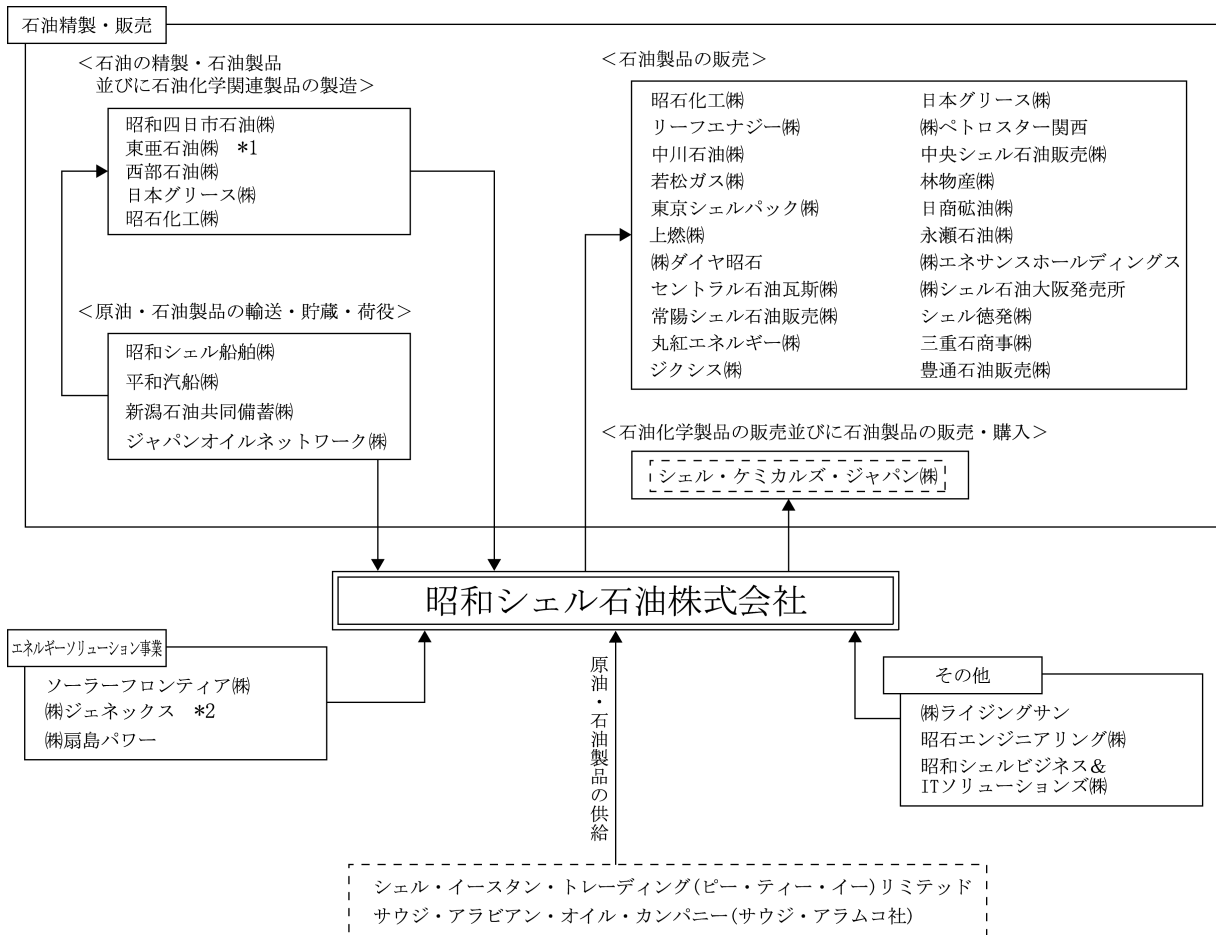 石油精製・販売
＜石油の精製・石油製品
並びに石油化学関連製品の製造＞
昭和四日市石油㈱
東亜石油㈱　*1
西部石油㈱
日本グリース㈱
昭石化工㈱
＜原油・石油製品の輸送・貯蔵・荷役＞
昭和シェル船舶㈱
平和汽船㈱
新潟石油共同備蓄㈱
ジャパンオイルネットワーク㈱
＜石油製品の販売＞
昭石化工㈱
リーフエナジー㈱
中川石油㈱
若松ガス㈱
東京シェルパック㈱
上燃㈱
㈱ダイヤ昭石
セントラル石油瓦斯㈱
常陽シェル石油販売㈱
丸紅エネルギー㈱
ジクシス㈱
日本グリース㈱
㈱ペトロスター関西
中央シェル石油販売㈱
林物産㈱
日商砿油㈱
永瀬石油㈱
㈱エネサンスホールディングス
㈱シェル石油大阪発売所
シェル徳発㈱
三重石商事㈱
豊通石油販売㈱
＜石油化学製品の販売並びに石油製品の販売・購入＞
シェル・ケミカルズ・ジャパン㈱
昭和シェル石油株式会社
エネルギーソリューション事業
ソーラーフロンティア㈱
㈱ジェネックス　*2
㈱扇島パワー
原油・石油製品の供給
その他
㈱ライジングサン
昭石エンジニアリング㈱
昭和シェルビジネス＆
ITソリューションズ㈱
シェル・イースタン・トレーディング(ピー・ティー・イー)リミテッド
サウジ・アラビアン・オイル・カンパニー(サウジ・アラムコ社)